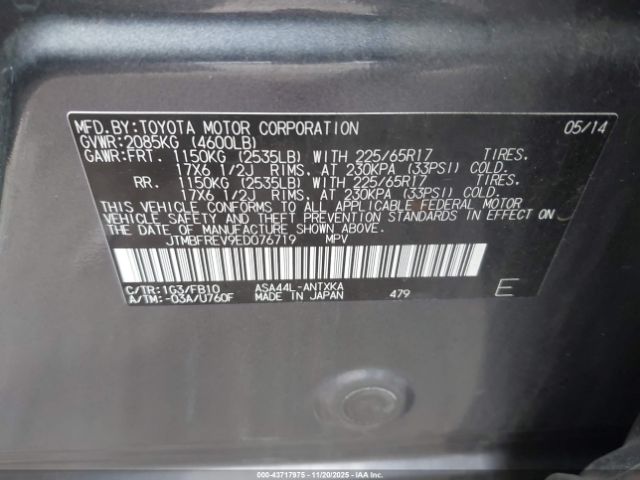 MFD.BY:TOYOTA MOTOR CORPORATION 05/14
GVWR:2085KG (4600LB)
GAWR:FRT. 1150KG (2535LB) WITH 225/65R17 TIRES.
17X6 1/2J RIMS, AT 230KPA (33PSI) COLD.
RR. 1150KG (2535LB) WITH 225/65R17 TIRES.
17X6 1/2J RIMS, AT 230KPA (33PSI) COLD.
THIS VEHICLE CONFORMS TO ALL APPLICABLE FEDERAL MOTOR
VEHICLE SAFETY AND THEFT PREVENTION STANDARDS IN EFFECT ON
THE DATE OF MANUFACTURE SHOWN ABOVE.
JTMBFREV9ED076719 MPV
C/TR:1G3/FB10 ASA44L-ANTXKA
A/TM:-03A/U760F MADE IN JAPAN 479 E
000-43717975 - 11/20/2025 - IAAI.COM